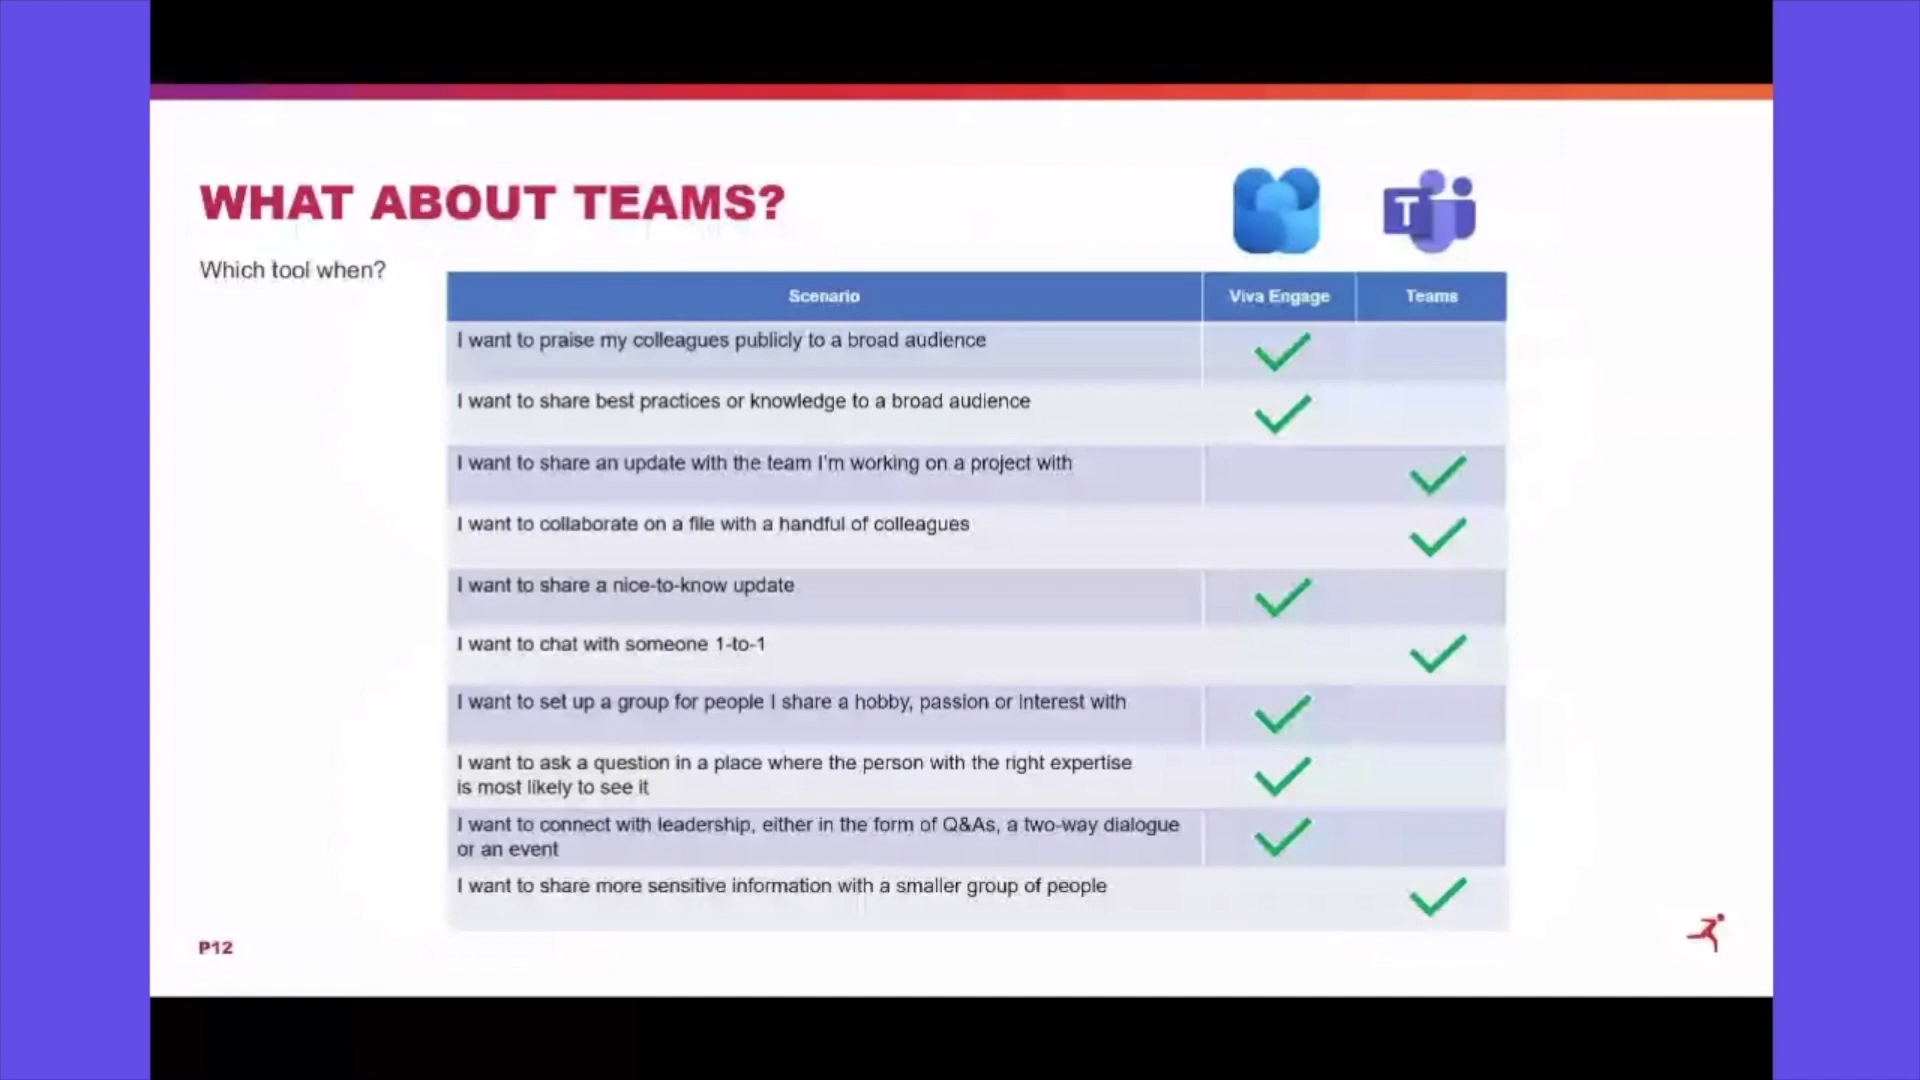 WHAT ABOUT TEAMS?
Which tool when?
T
Scenario Viva Engage Teams
I want to praise my colleagues publicly to a broad audience
I want to share best practices or knowledge to a broad audience
I want to share an update with the team I'm working on a project with
I want to collaborate on a file with a handful of colleagues
I want to share a nice-to-know update
I want to chat with someone 1-to-1
I want to set up a group for people I share a hobby, passion or interest with
I want to ask a question in a place where the person with the right expertise
is most likely to see it
I want to connect with leadership, either in the form of Q&As, a two-way dialogue
or an event
I want to share more sensitive information with a smaller group of people
P12